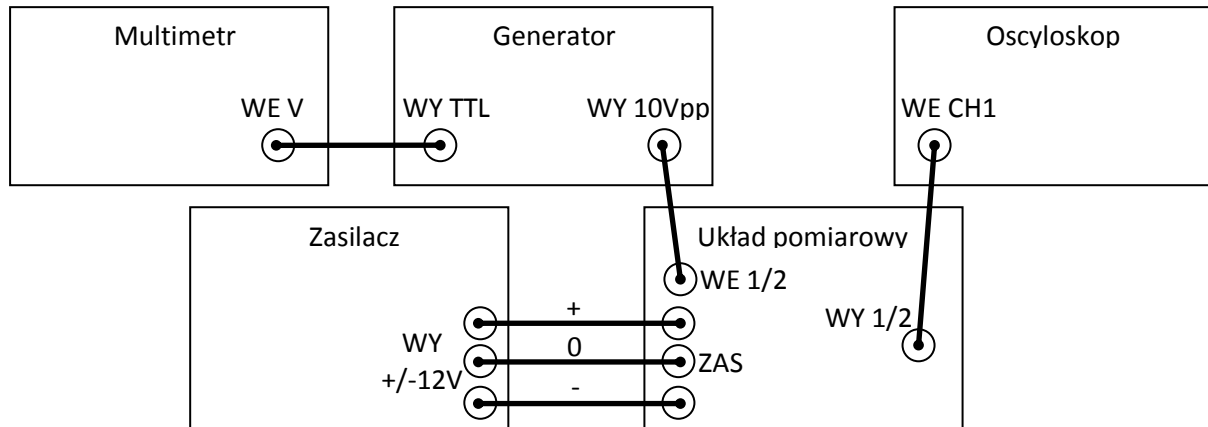 Multimetr
Generator
Oscyloskop
WE V
WY TTL
WY 10Vpp
WE CH1
Zasilacz
Układ pomiarowy
WE 1/2
+
WY 1/2
WY
0
ZAS
+/-12V
-